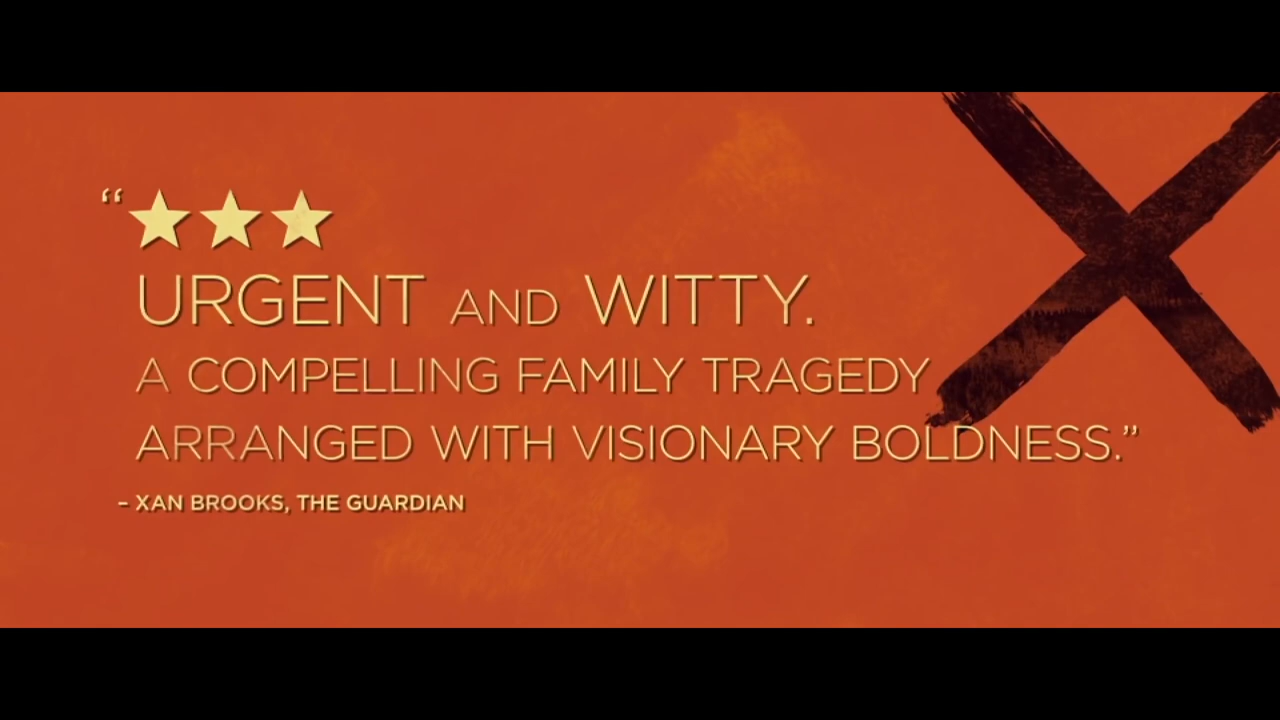 “★★★
URGENT AND WITTY.
A COMPELLING FAMILY TRAGEDY
ARRANGED WITH VISIONARY BOLDNESS.”
– XAN BROOKS, THE GUARDIAN